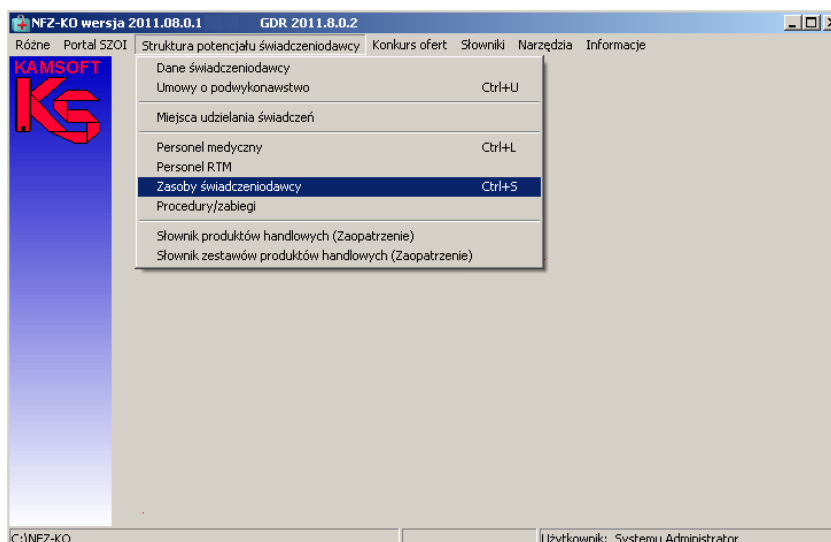 NFZ-KO wersja 2011.08.0.1 GDR 2011.8.0.2
Różne Portal SZOI Struktura potencjału świadczeniodawcy Konkurs ofert Słowniki Narzędzia Informacje
KAMSOFT
KS
Dane świadczeniodawcy
Umowy o podwykonawstwo Ctrl+U
Miejsca udzielania świadczeń
Personel medyczny Ctrl+L
Personel RTM
Zasoby świadczeniodawcy Ctrl+S
Procedury/zabiegi
Słownik produktów handlowych (Zaopatrzenie)
Słownik zestawów produktów handlowych (Zaopatrzenie)
C:\NFZ-KO Użytkownik: Systemu Administrator